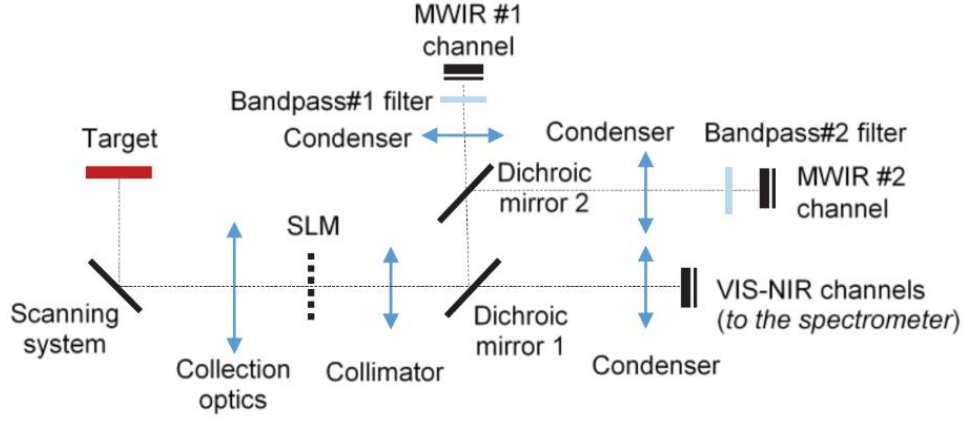 MWIR #1
channel
Bandpass#1 filter
Condenser
Condenser
Bandpass#2 filter
Target
Dichroic
mirror 2
MWIR #2
channel
SLM
Scanning
system
Collection
optics
Collimator
Dichroic
mirror 1
Condenser
VIS-NIR channels
(to the spectrometer)